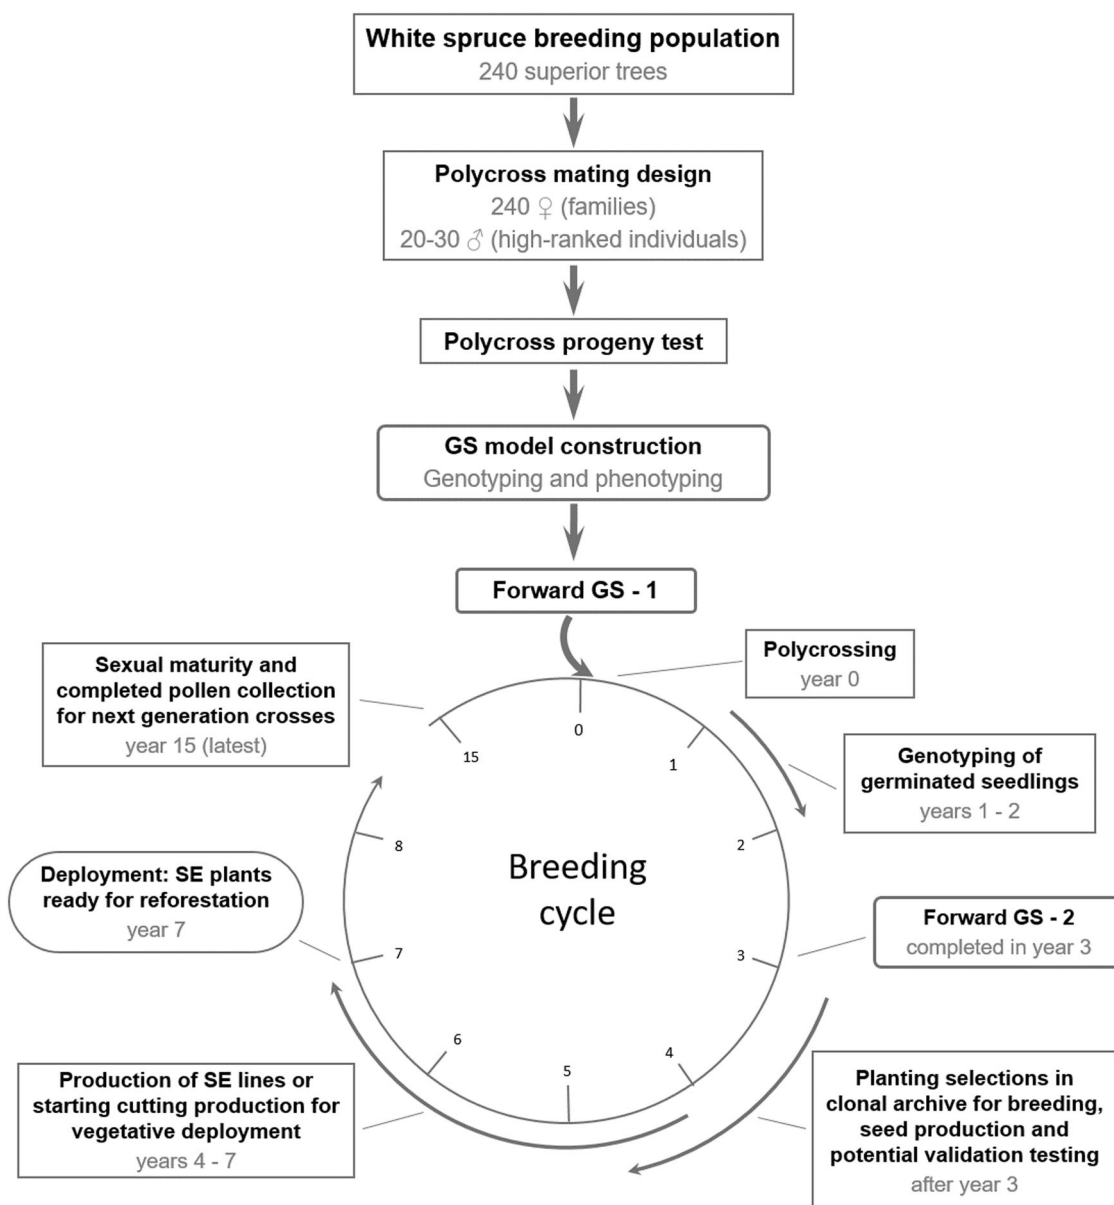 White spruce breeding population
240 superior trees
Polycross mating design
240 ♀ (families)
20-30 ♂ (high-ranked individuals)
Polycross progeny test
GS model construction
Genotyping and phenotyping
Forward GS - 1
Polycrossing
year 0
Sexual maturity and
completed pollen collection
for next generation crosses
year 15 (latest)
Genotyping of
germinated seedlings
years 1 - 2
Deployment: SE plants
ready for reforestation
year 7
Forward GS - 2
completed in year 3
Production of SE lines or
starting cutting production for
vegetative deployment
years 4 - 7
Planting selections in
clonal archive for breeding,
seed production and
potential validation testing
after year 3
Breeding
cycle
0
1
2
3
4
5
6
7
8
15